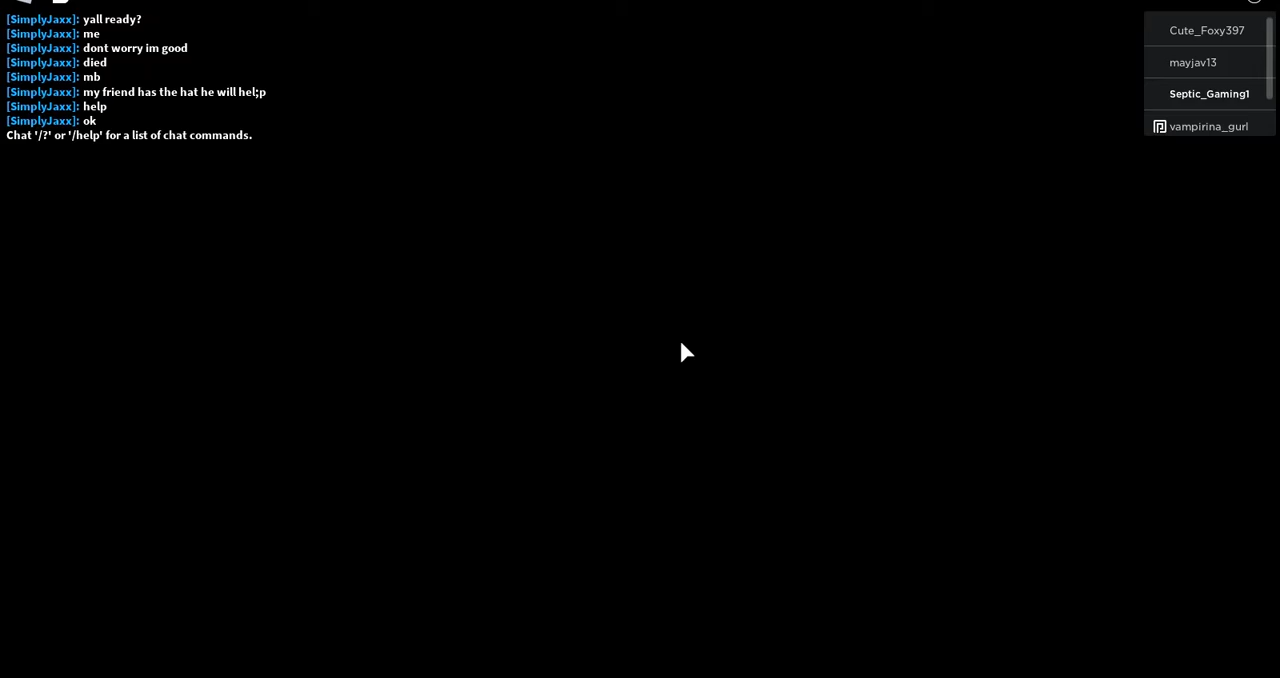 [SimplyJaxx]: yall ready?
[SimplyJaxx]: me
[SimplyJaxx]: dont worry im good
[SimplyJaxx]: died
[SimplyJaxx]: mb
[SimplyJaxx]: my friend has the hat he will hel;p
[SimplyJaxx]: help
[SimplyJaxx]: ok
Chat '/?' or '/help' for a list of chat commands.
Cute_Foxy397
mayjav13
Septic_Gaming1
vampirina_gurl